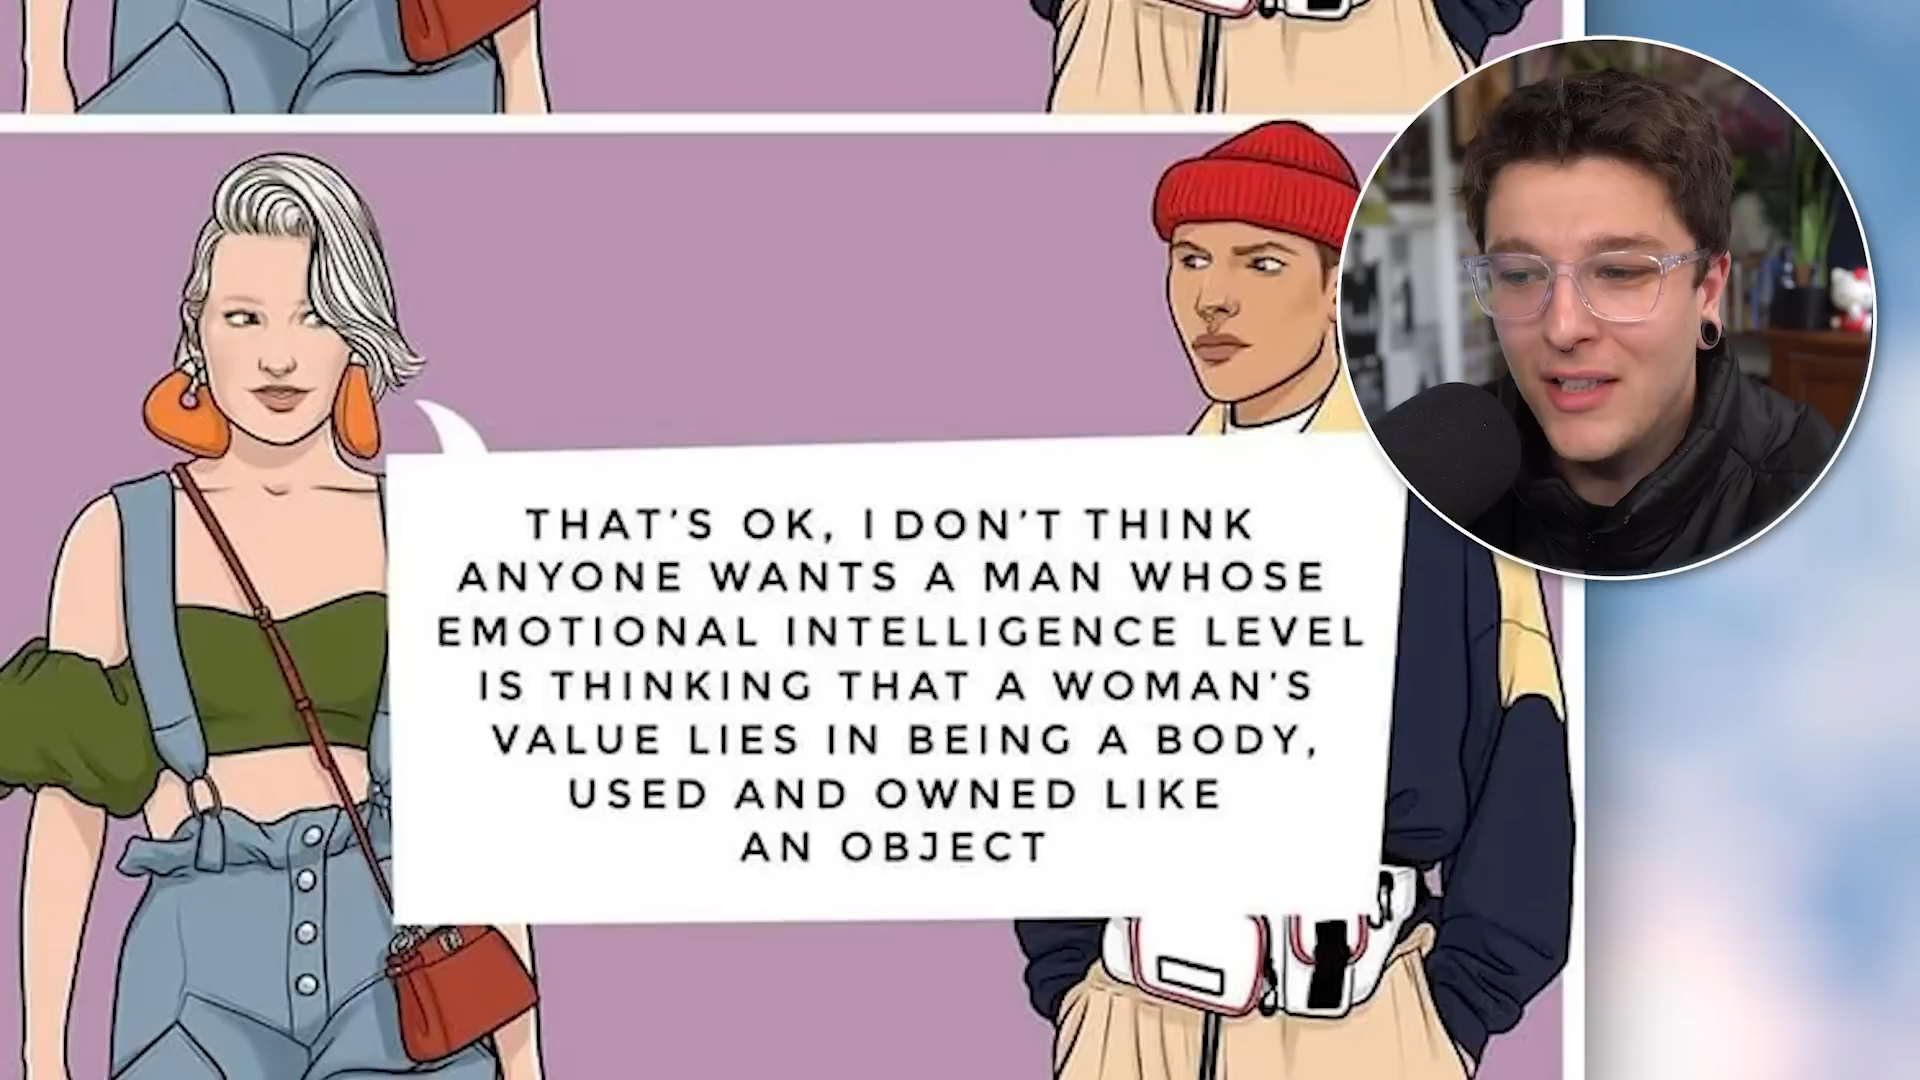 THAT'S OK, I DON'T THINK
ANYONE WANTS A MAN WHOSE
EMOTIONAL INTELLIGENCE LEVEL
IS THINKING THAT A WOMAN'S
VALUE LIES IN BEING A BODY,
USED AND OWNED LIKE
AN OBJECT